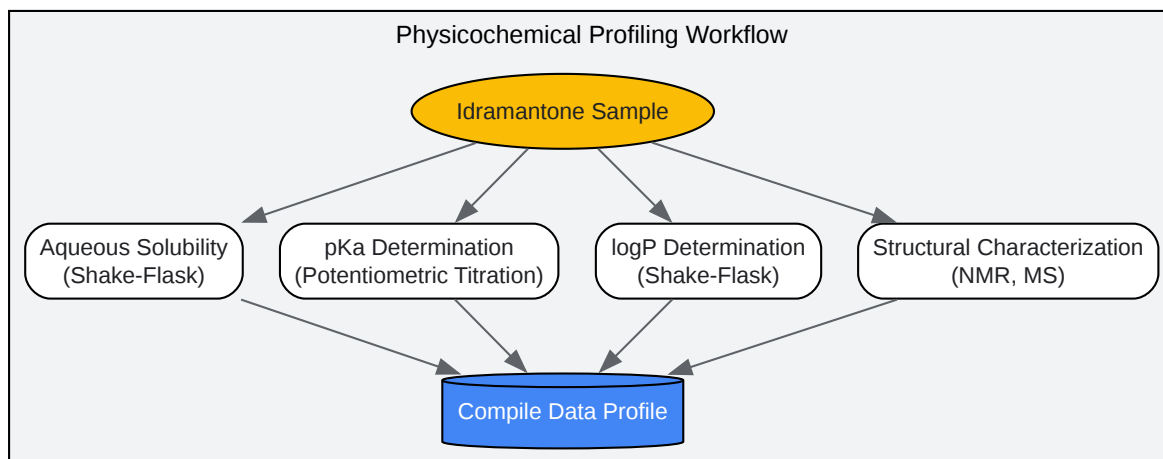 Physicochemical Profiling Workflow
Idramantone Sample
Aqueous Solubility
(Shake-Flask)
pKa Determination
(Potentiometric Titration)
logP Determination
(Shake-Flask)
Structural Characterization
(NMR, MS)
Compile Data Profile